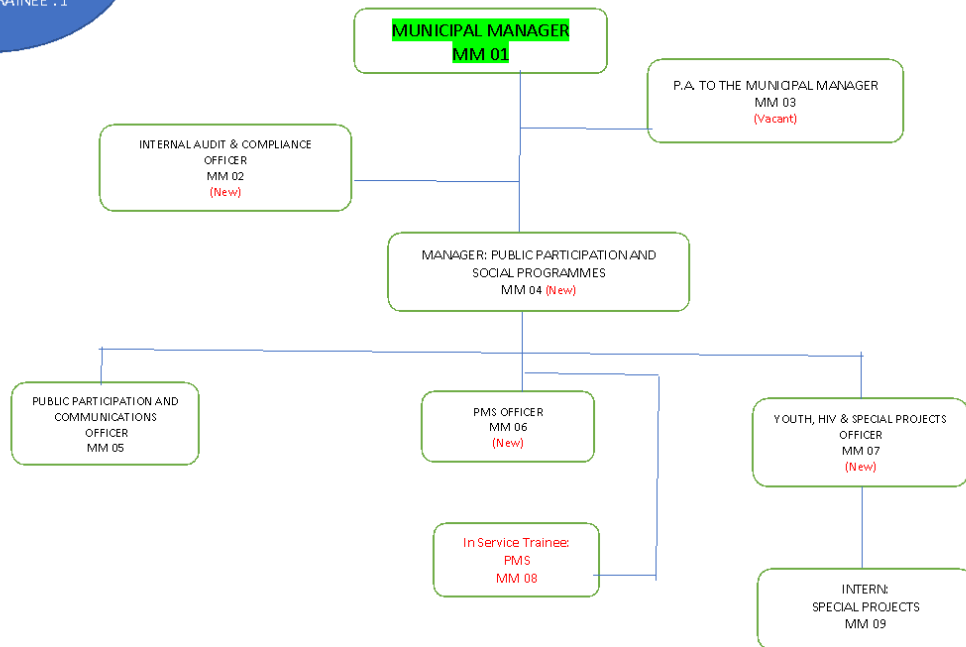 TRAINEE : 1
MUNICIPAL MANAGER
MM 01
P.A. TO THE MUNICIPAL MANAGER
MM 03
(Vacant)
INTERNAL AUDIT & COMPLIANCE
OFFICER
MM 02
(New)
MANAGER: PUBLIC PARTICIPATION AND
SOCIAL PROGRAMMES
MM 04 (New)
PUBLIC PARTICIPATION AND
COMMUNICATIONS
OFFICER
MM 05
PMS OFFICER
MM 06
(New)
YOUTH, HIV & SPECIAL PROJECTS
OFFICER
MM 07
(New)
In Service Trainee:
PMS
MM 08
INTERN:
SPECIAL PROJECTS
MM 09